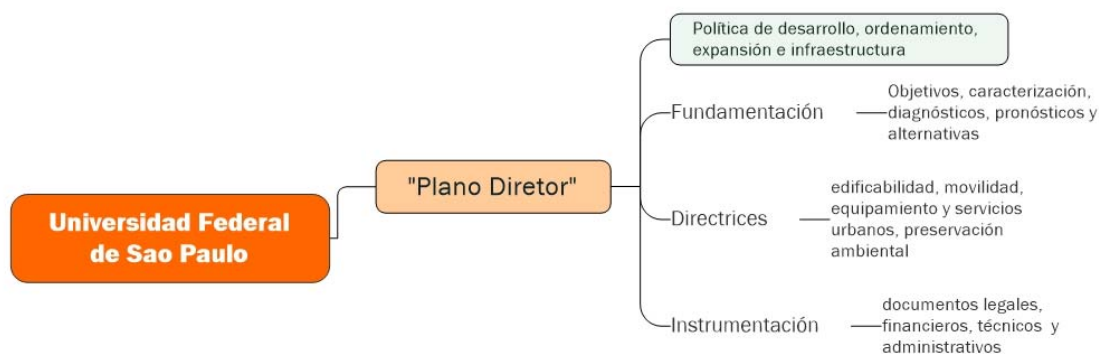 Universidad Federal
de Sao Paulo
"Plano Diretor"
Política de desarrollo, ordenamiento,
expansión e infraestructura
Fundamentación
Objetivos, caracterización,
diagnósticos, pronósticos y
alternativas
Directrices
edificabilidad, movilidad,
equipamiento y servicios
urbanos, preservación
ambiental
Instrumentación
documentos legales,
financieros, técnicos y
administrativos